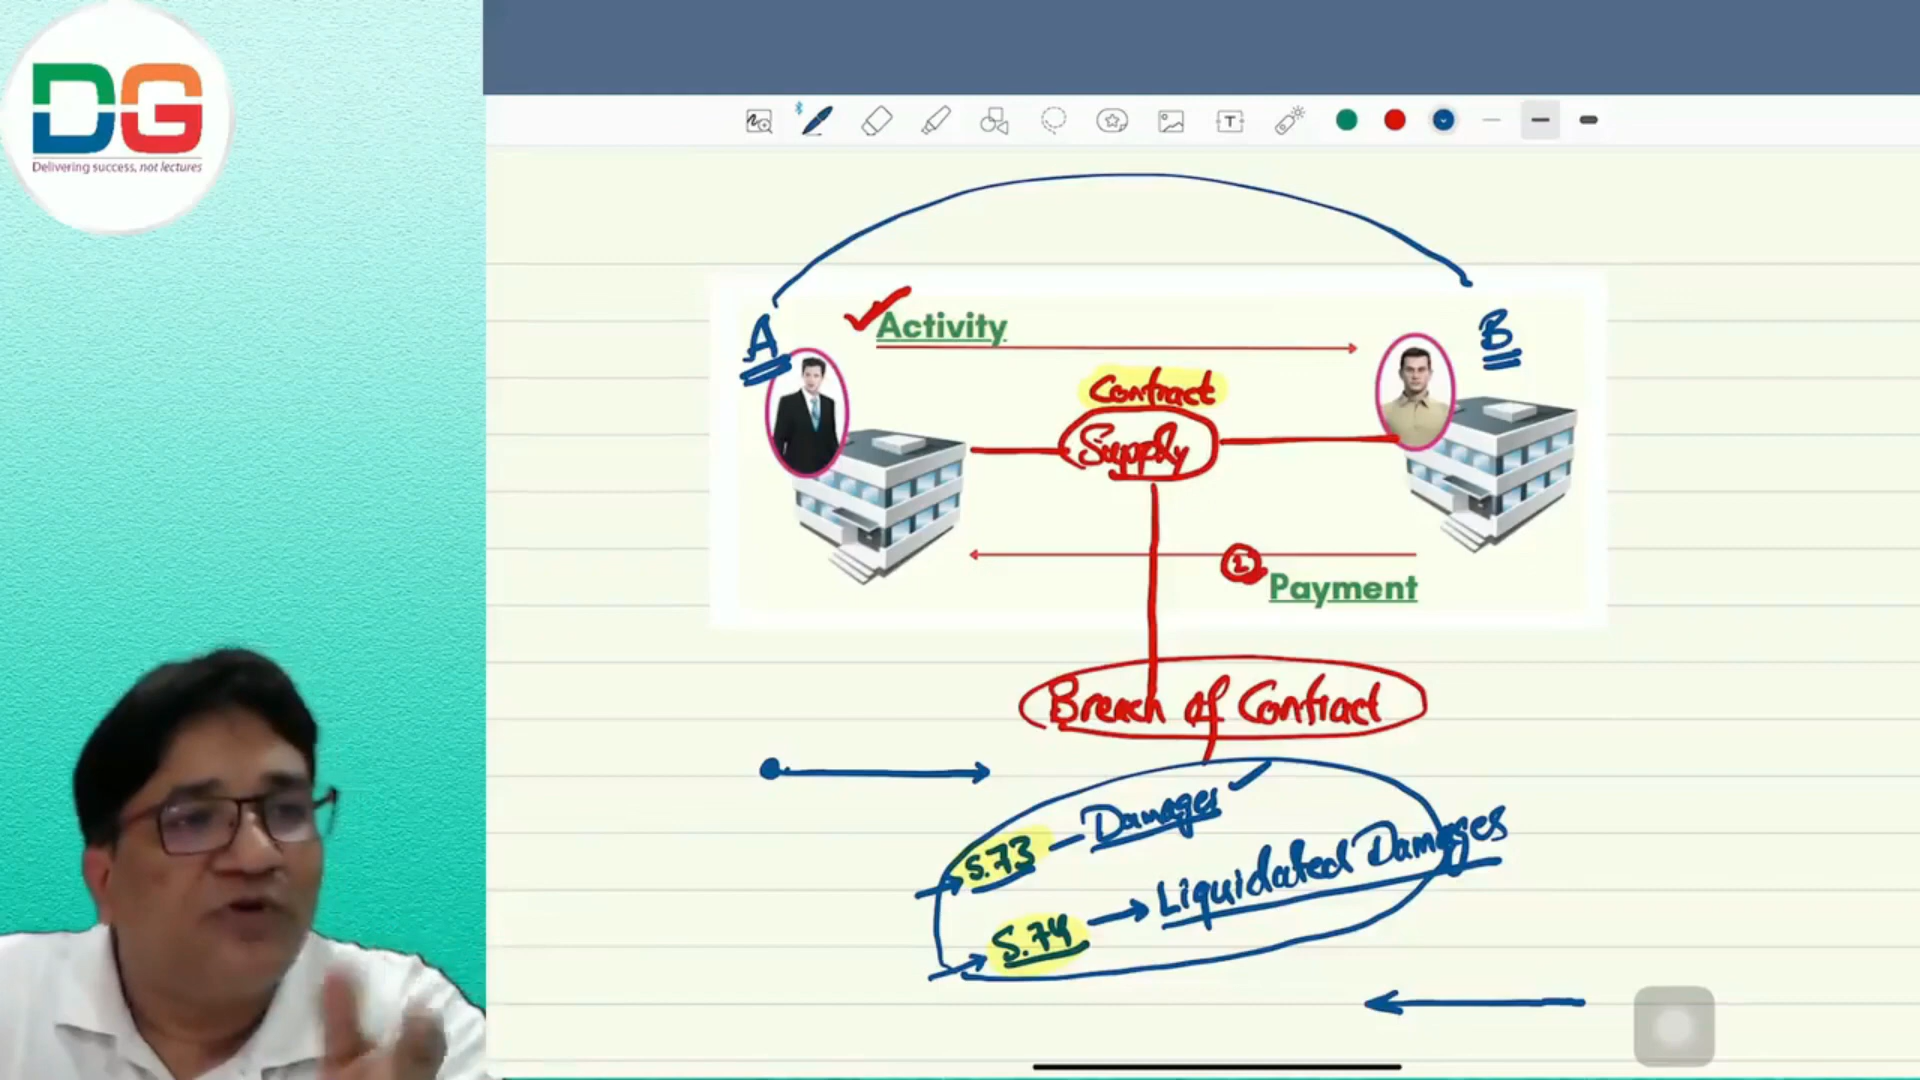 DG
Delivering success, not lectures
T
A
Activity
B
Contract
Supply
Payment
Breach of Contract
S.73 – Damages
S.74 → Liquidated Damages